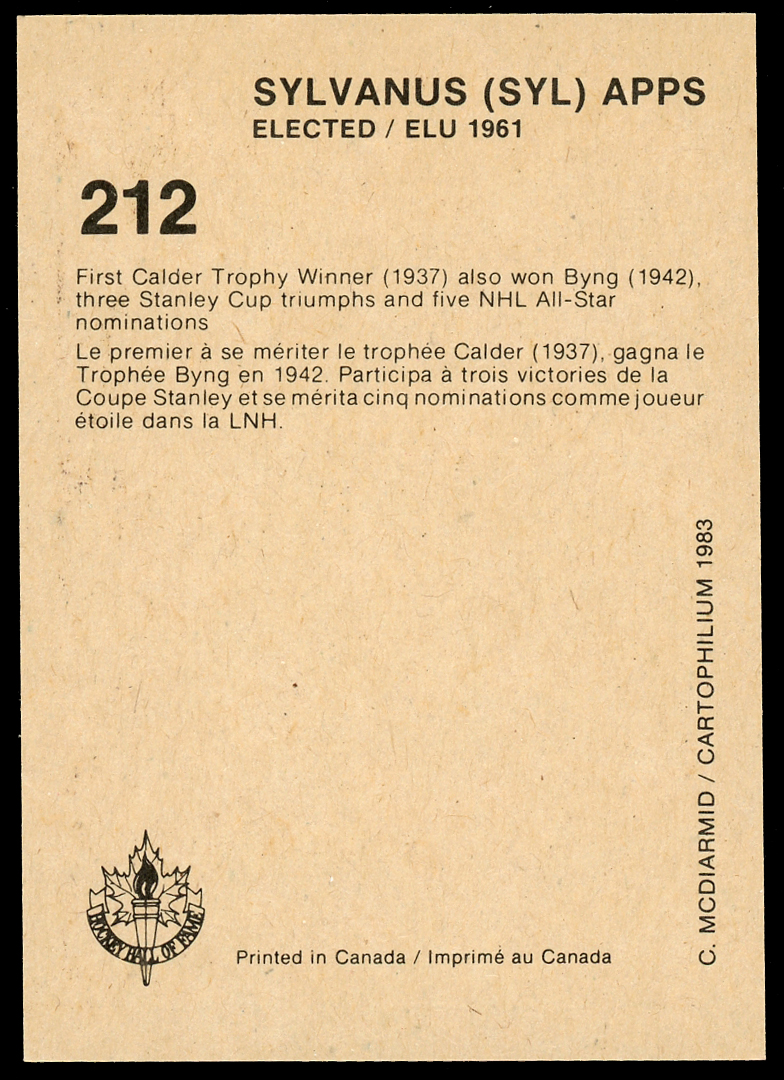 SYLVANUS (SYL) APPS
ELECTED / ELU 1961
212
First Calder Trophy Winner (1937) also won Byng (1942),
three Stanley Cup triumphs and five NHL All-Star
nominations
Le premier à se mériter le trophée Calder (1937), gagna le
Trophée Byng en 1942. Participa à trois victories de la
Coupe Stanley et se mérita cinq nominations comme joueur
étoile dans la LNH.
C. MCDIARMID / CARTOPHILIUM 1983
HOCKEY HALL OF FAME
Printed in Canada / Imprimé au Canada